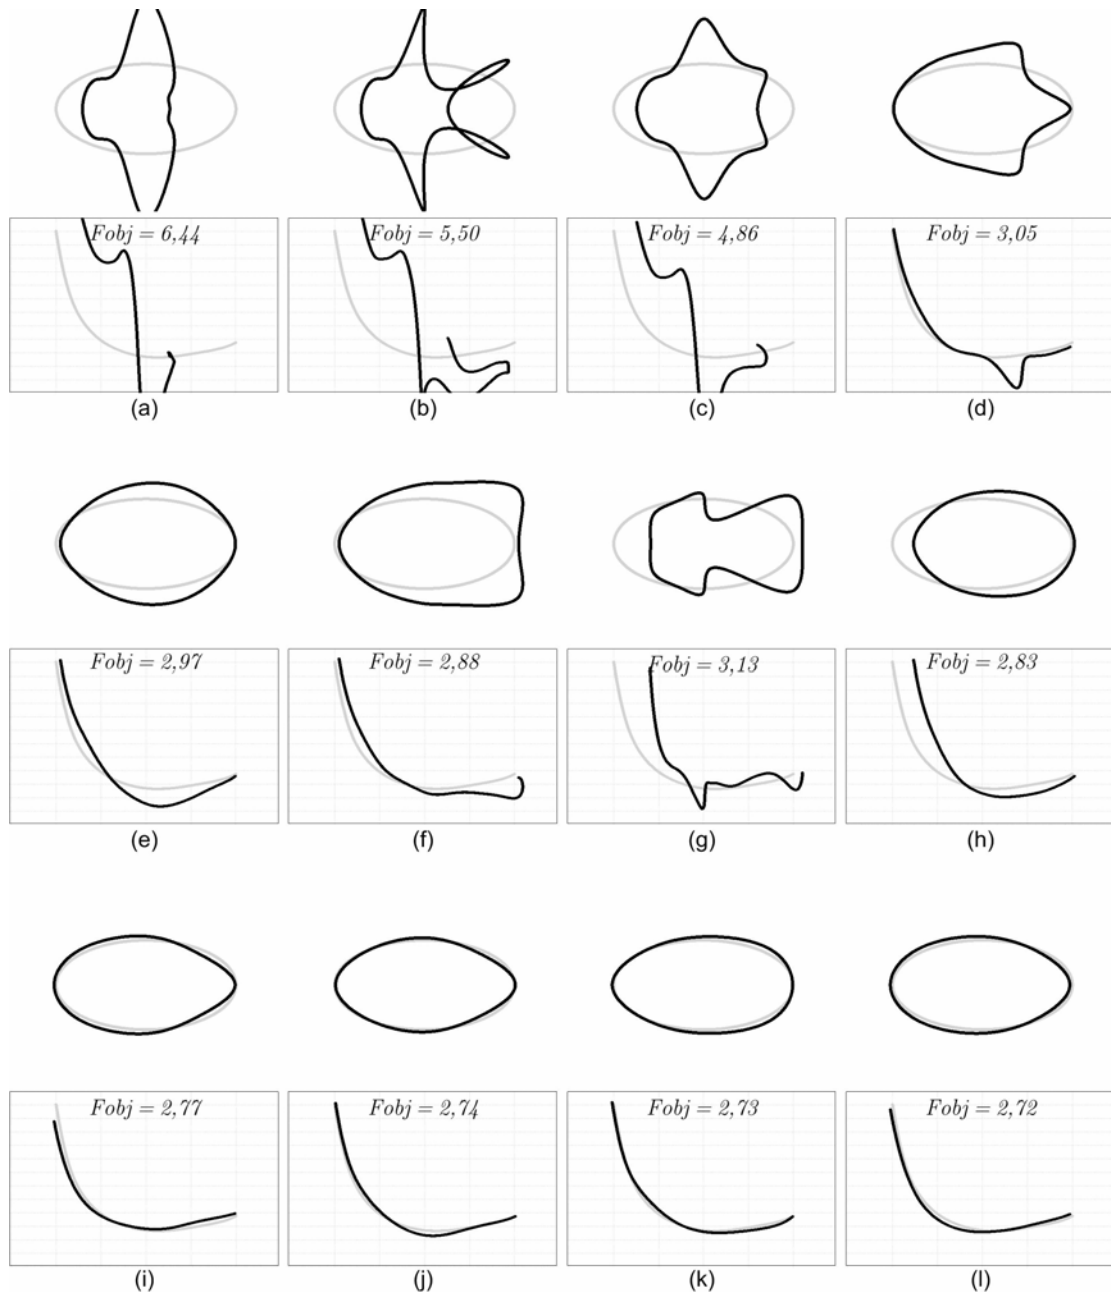 Fobj = 6,44
Fobj = 5,50
Fobj = 4,86
Fobj = 3,05
(a)
(b)
(c)
(d)
Fobj = 2,97
Fobj = 2,88
Fobj = 3,13
Fobj = 2,83
(e)
(f)
(g)
(h)
Fobj = 2,77
Fobj = 2,74
Fobj = 2,73
Fobj = 2,72
(i)
(j)
(k)
(l)